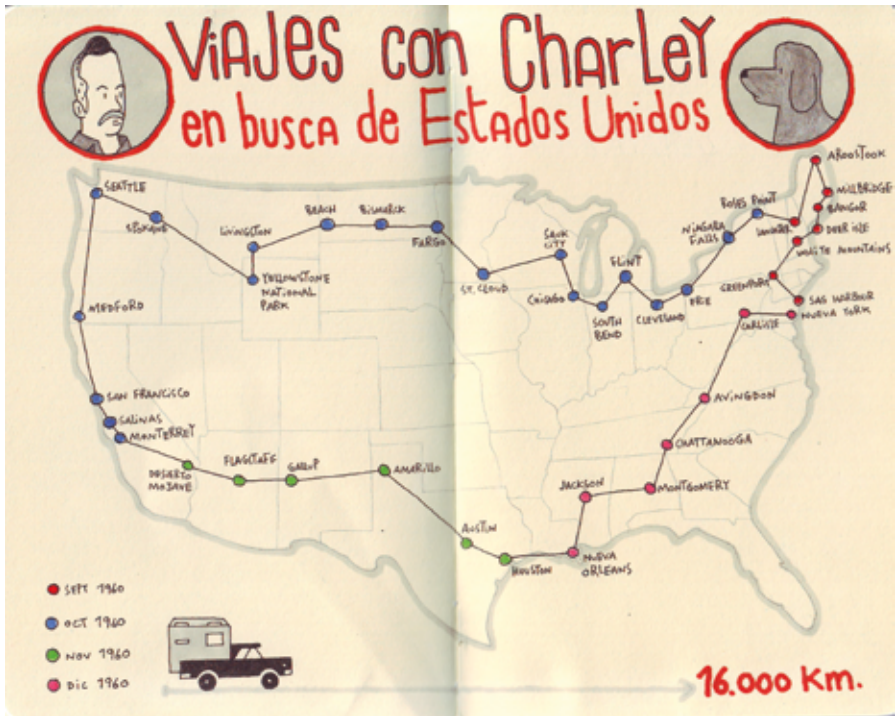 VIAJES con CharLeY
en busca de Estados Unidos
AROOSTOOK
SEATTLE
MILLBRIDGE
BEACH
BISMARCK
ROSES POINT
BANGOR
SPOKANE
LIVINGSTON
FARGO
SAUK CITY
NIAGARA FALLS
LANCASTER
DEER ISLE
WHITE MOUNTAINS
FLINT
YELLOWSTONE NATIONAL PARK
ST. CLOUD
GREENPORT
CHICAGO
ERIE
SAG HARBOUR
MEDFORD
SOUTH BEND
CLEVELAND
CARLISLE
NUEVA YORK
SAN FRANCISCO
AVINGDON
SALINAS
MONTERREY
CHATTANOOGA
FLAGSTAFF
GALLUP
AMARILLO
DESIERTO MOJAVE
JACKSON
MONTGOMERY
AUSTIN
HOUSTON
NUEVA ORLEANS
SEPT 1960
OCT 1960
NOV 1960
DIC 1960
16.000 Km.